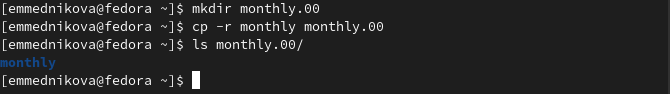 [emmednikova@fedora ~]$ mkdir monthly.00
[emmednikova@fedora ~]$ cp -r monthly monthly.00
[emmednikova@fedora ~]$ ls monthly.00/
monthly
[emmednikova@fedora ~]$